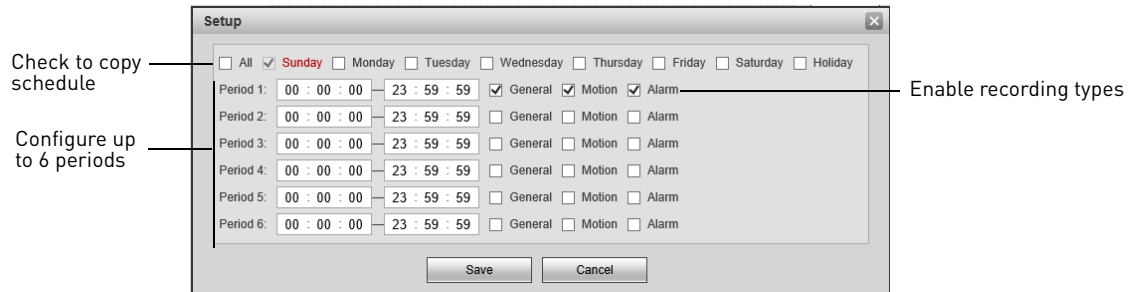 Setup
Check to copy
schedule
All Sunday Monday Tuesday Wednesday Thursday Friday Saturday Holiday
Period 1: 00 : 00 : 00 — 23 : 59 : 59 General Motion Alarm
Enable recording types
Period 2: 00 : 00 : 00 — 23 : 59 : 59 General Motion Alarm
Configure up
to 6 periods
Period 3: 00 : 00 : 00 — 23 : 59 : 59 General Motion Alarm
Period 4: 00 : 00 : 00 — 23 : 59 : 59 General Motion Alarm
Period 5: 00 : 00 : 00 — 23 : 59 : 59 General Motion Alarm
Period 6: 00 : 00 : 00 — 23 : 59 : 59 General Motion Alarm
Save Cancel